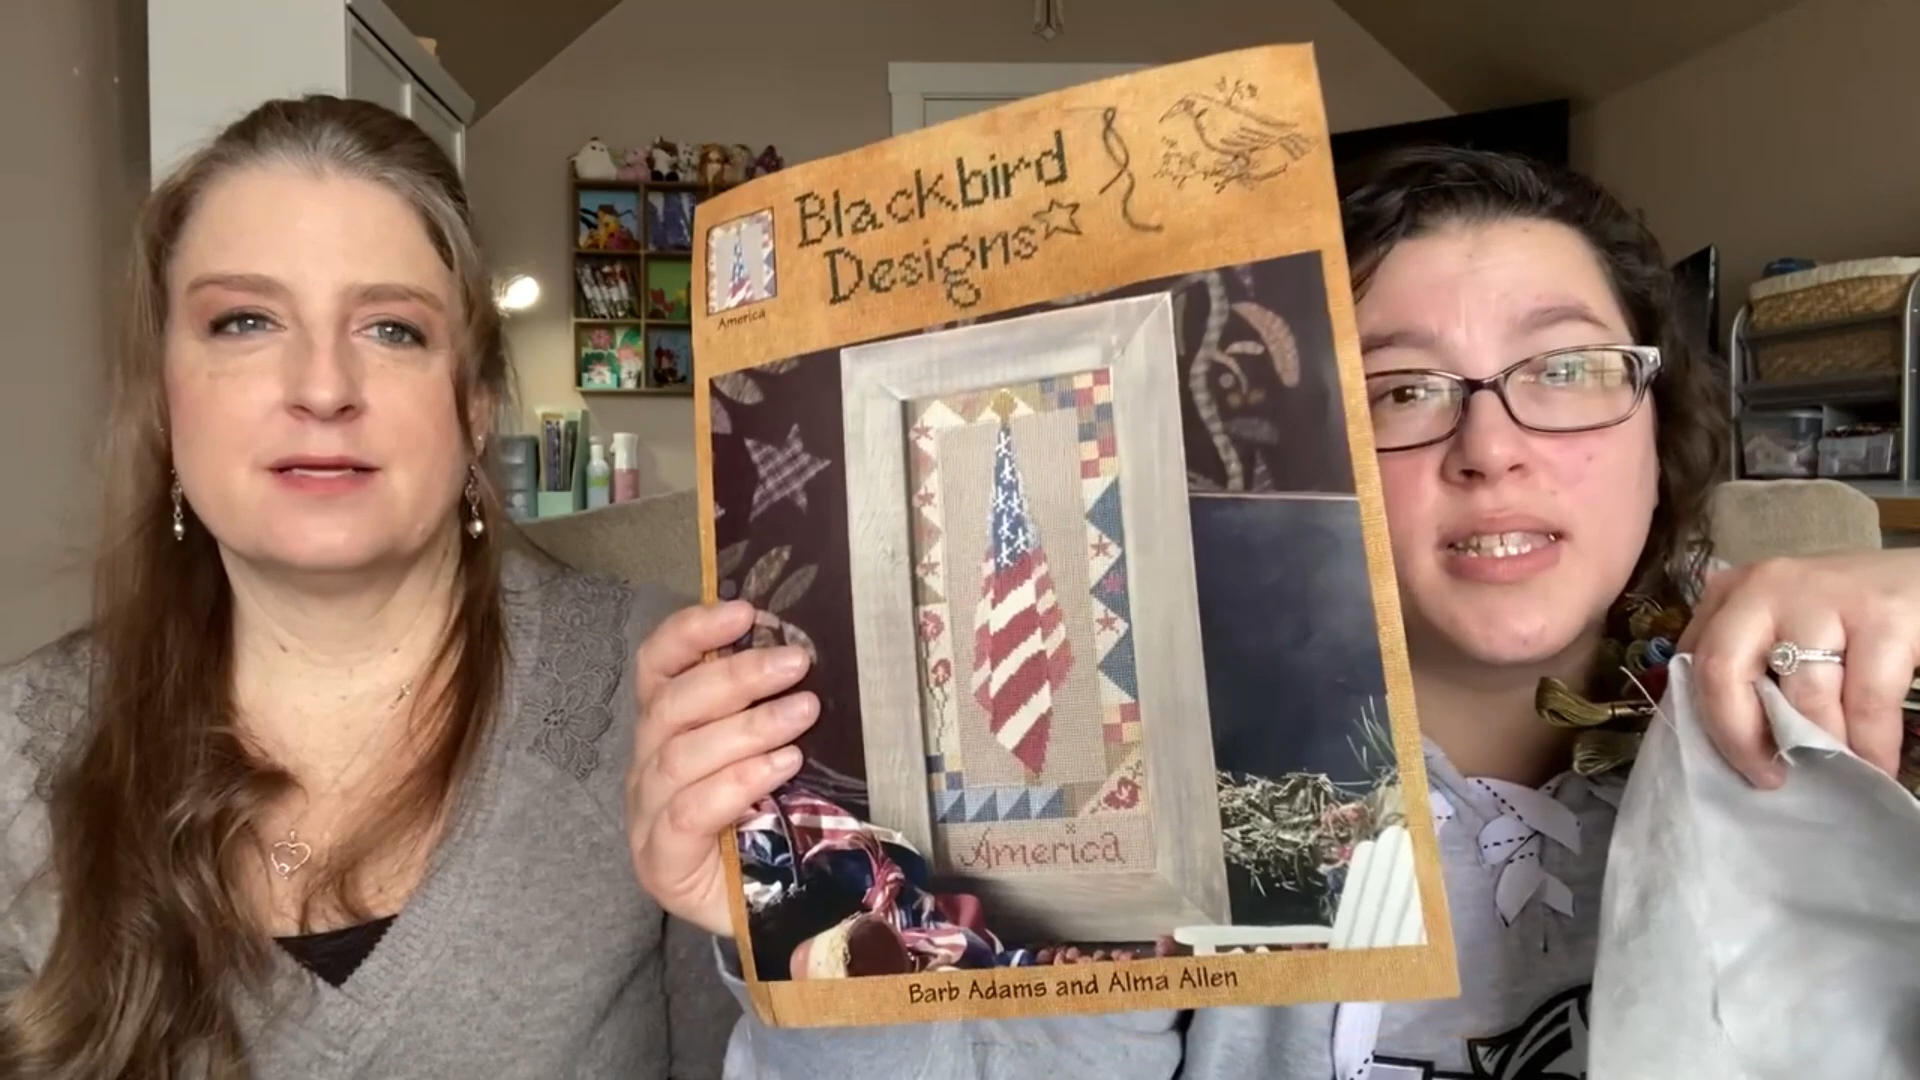 Blackbird
Designs
America
America
Barb Adams and Alma Allen